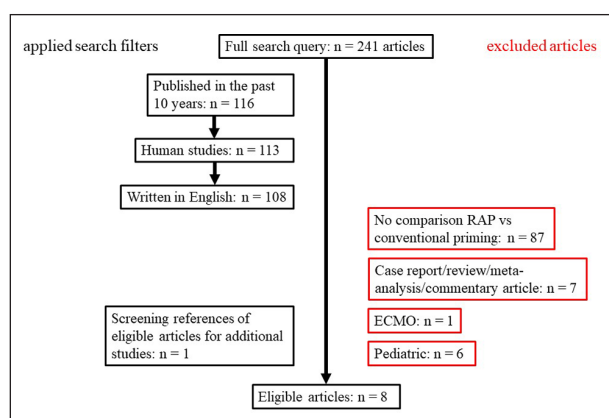 applied search filters
Full search query: n = 241 articles
excluded articles
Published in the past
10 years: n = 116
Human studies: n = 113
Written in English: n = 108
No comparison RAP vs
conventional priming: n = 87
Case report/review/meta-
analysis/commentary article: n = 7
Screening references of
eligible articles for additional
studies: n = 1
ECMO: n = 1
Pediatric: n = 6
Eligible articles: n = 8